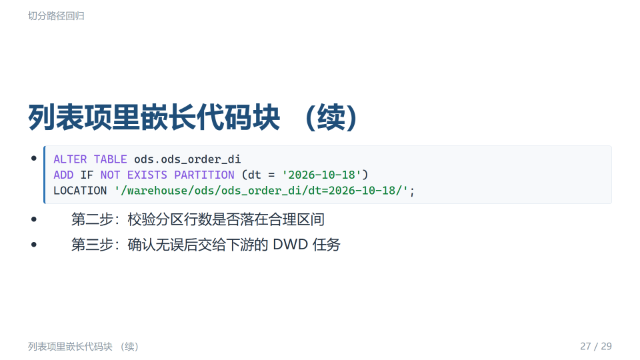 切分路径回归
列表项里嵌长代码块 （续）
• ALTER TABLE ods.ods_order_di
ADD IF NOT EXISTS PARTITION (dt = '2026-10-18')
LOCATION '/warehouse/ods/ods_order_di/dt=2026-10-18/';
• 第二步：校验分区行数是否落在合理区间
• 第三步：确认无误后交给下游的 DWD 任务
列表项里嵌长代码块 （续）
27 / 29